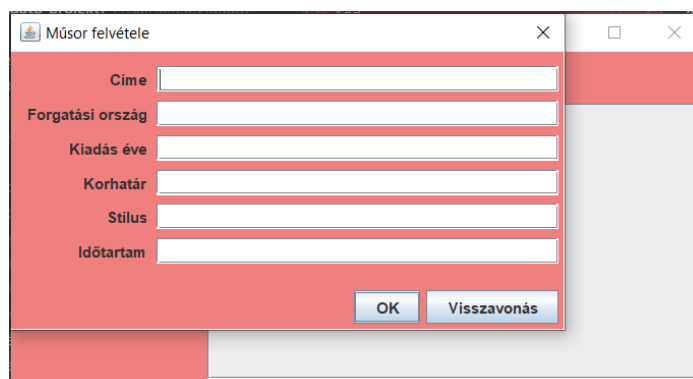 Műsor felvétele
Címe
Forgatási ország
Kiadás éve
Korhatár
Stílus
Időtartam
OK Visszavonás